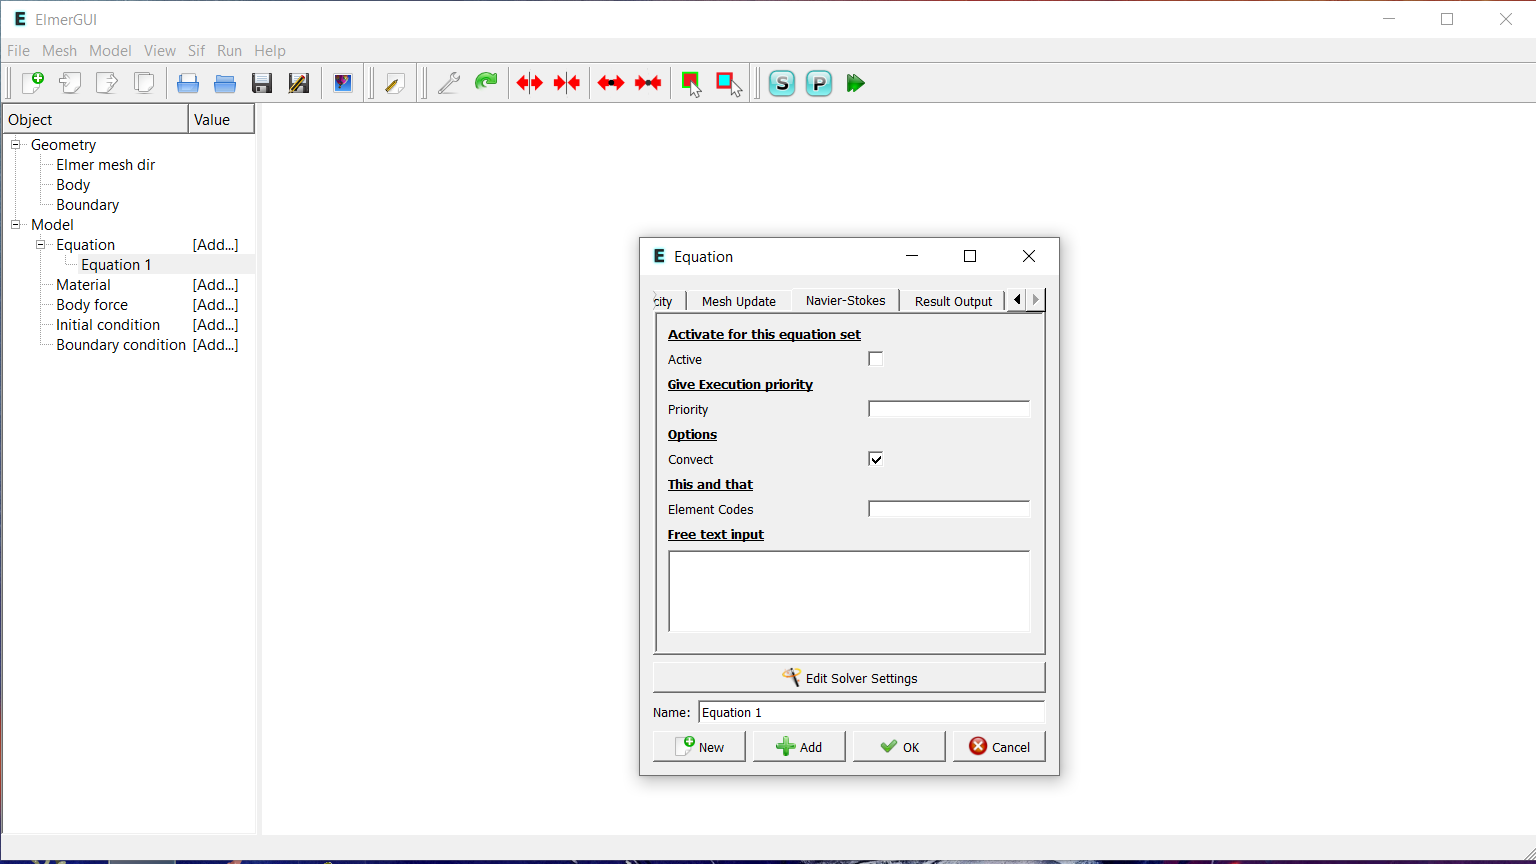 E ElmerGUI
File Mesh Model View Sif Run Help
S P
Object Value
Geometry
Elmer mesh dir
Body
Boundary
Model
Equation [Add...]
Equation 1
Material [Add...]
Body force [Add...]
Initial condition [Add...]
Boundary condition [Add...]
E Equation
city Mesh Update Navier-Stokes Result Output
Activate for this equation set
Active
Give Execution priority
Priority
Options
Convect
This and that
Element Codes
Free text input
Edit Solver Settings
Name: Equation 1
New Add OK Cancel